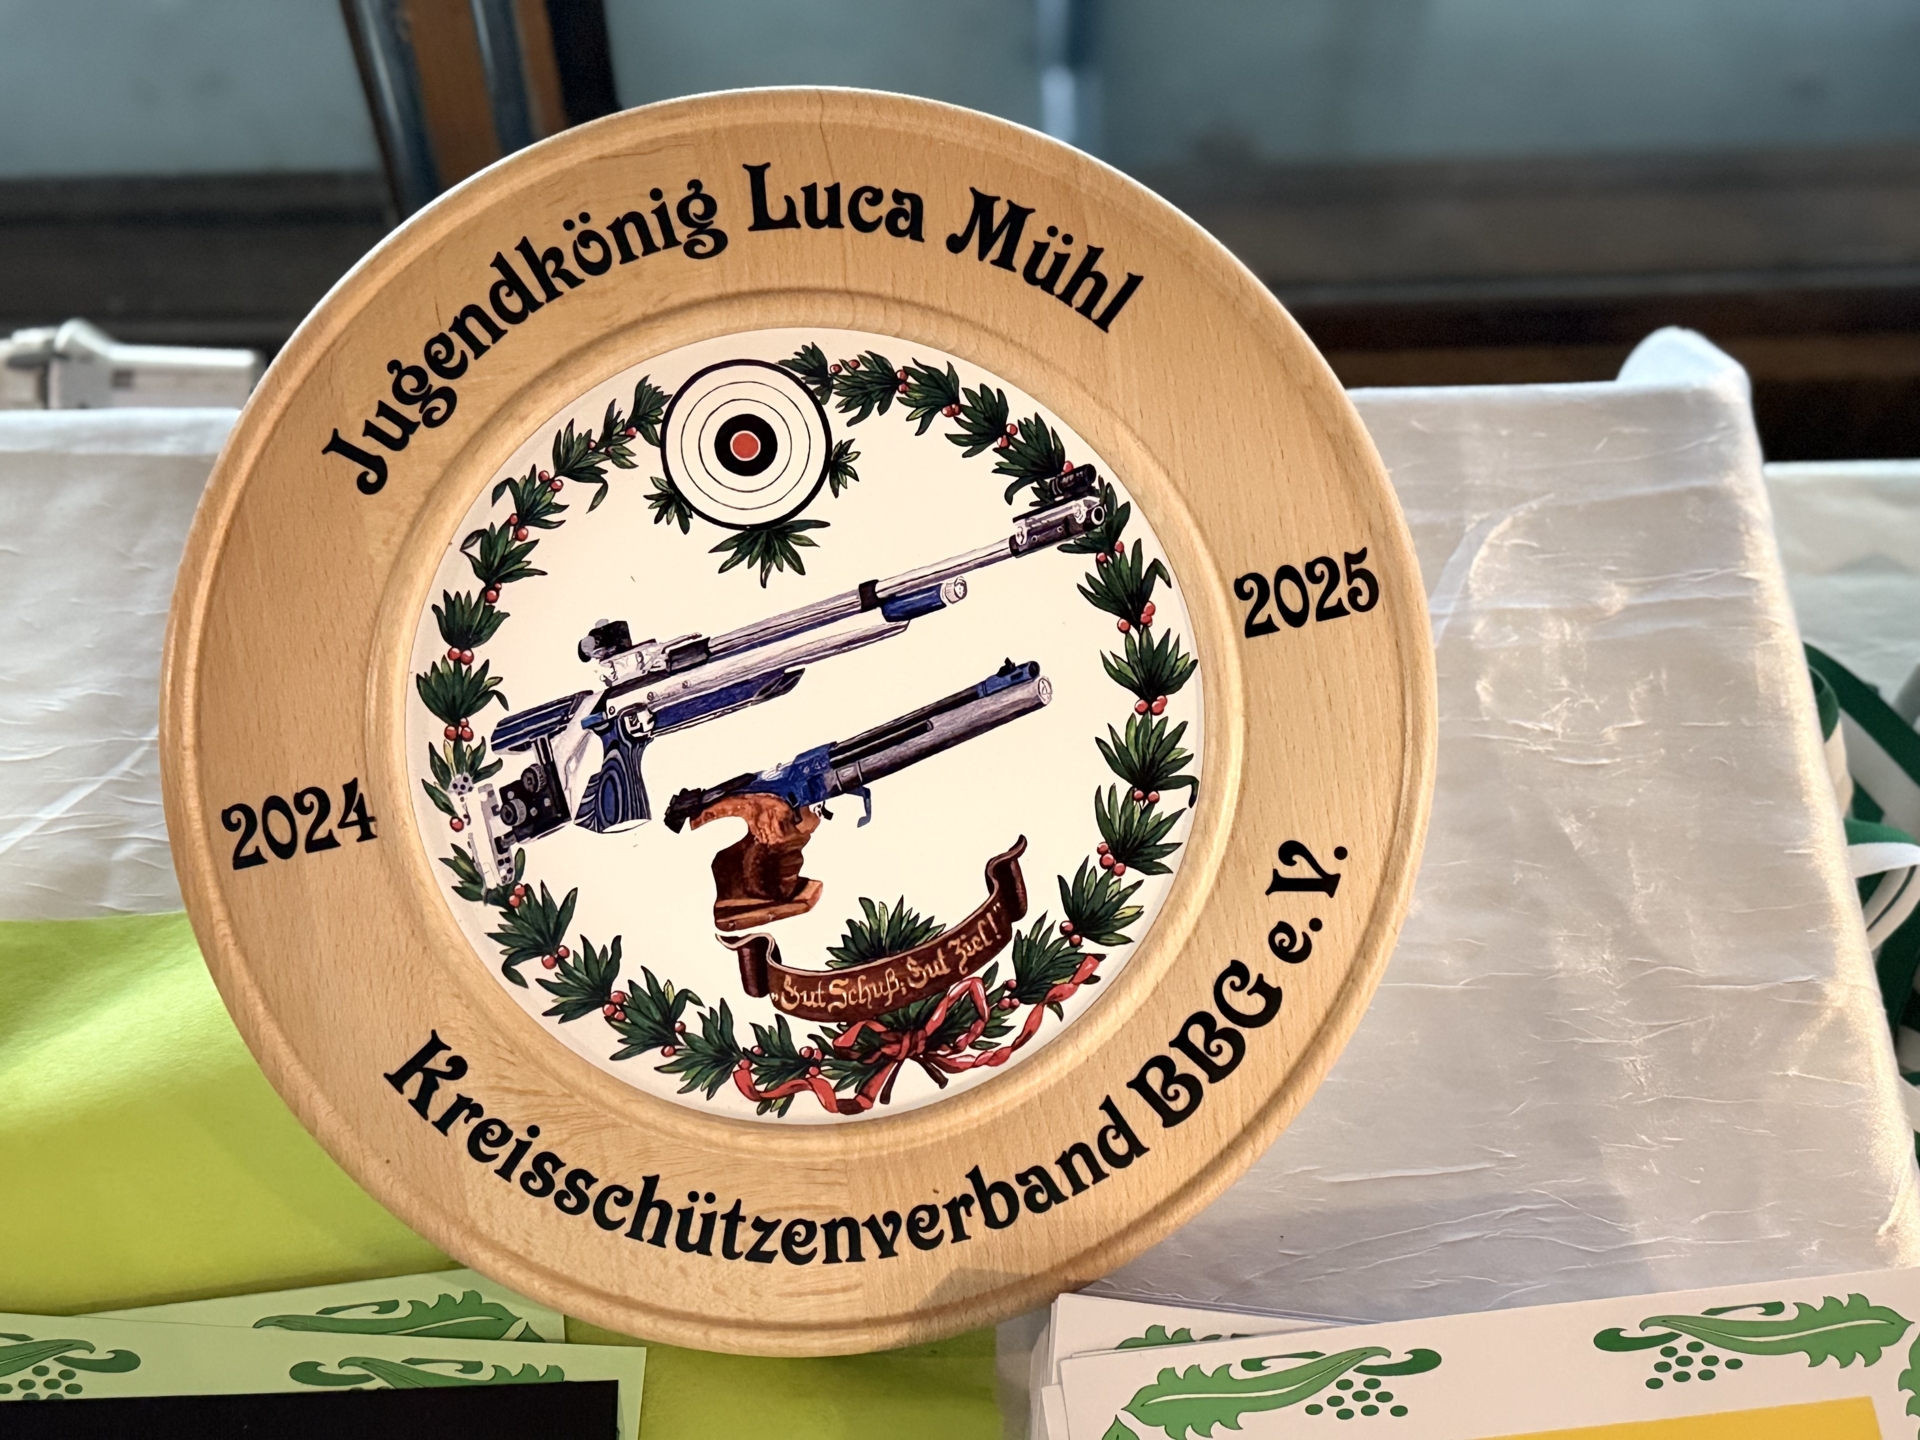 Jugendkönig Luca Mühl
2024
2025
„Gut Schuß, Gut Ziel!“
Kreisschützenverband BBG e.V.